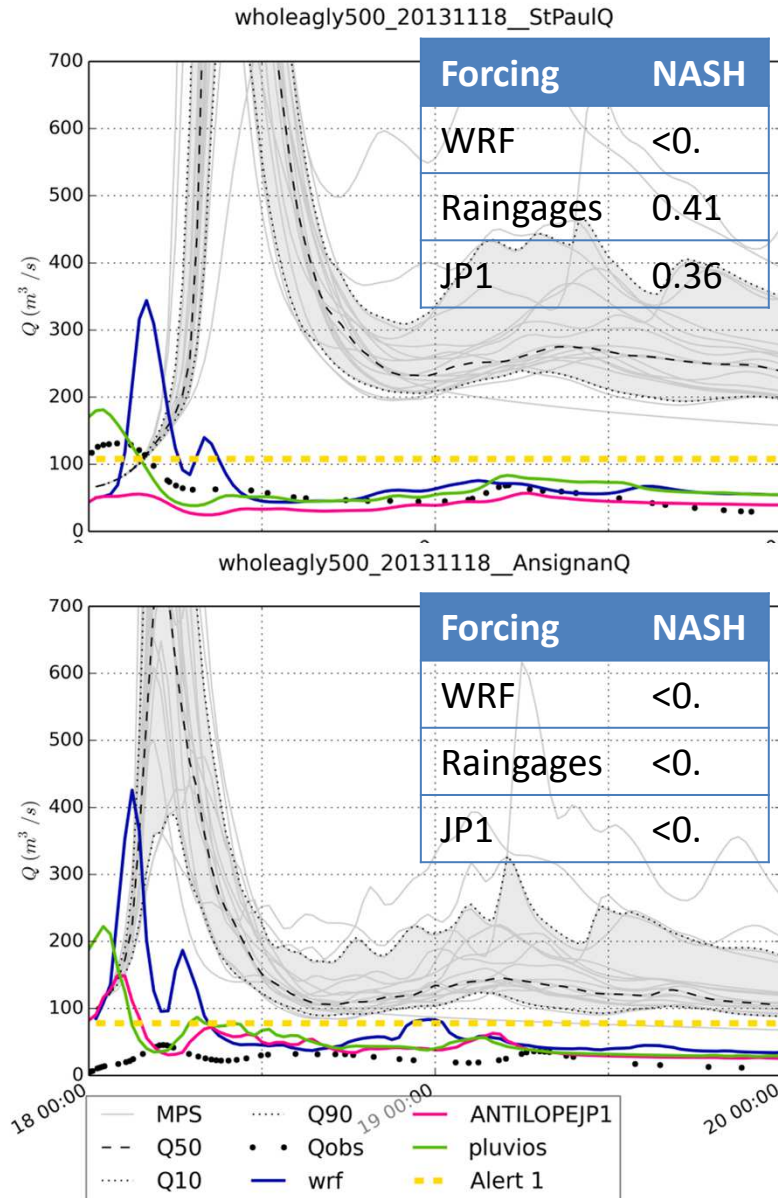 wholeagly500_20131118__StPaulQ
700
600
500
400
300
200
100
0
Q (m³ /s)
Forcing NASH
WRF <0.
Raingages 0.41
JP1 0.36
wholeagly500_20131118__AnsignanQ
700
600
500
400
300
200
100
0
Q (m³ /s)
Forcing NASH
WRF <0.
Raingages <0.
JP1 <0.
18 00:00
19 00:00
20 00:00
MPS Q90 ANTILOPEJP1
Q50 Qobs pluvios
Q10 wrf Alert 1